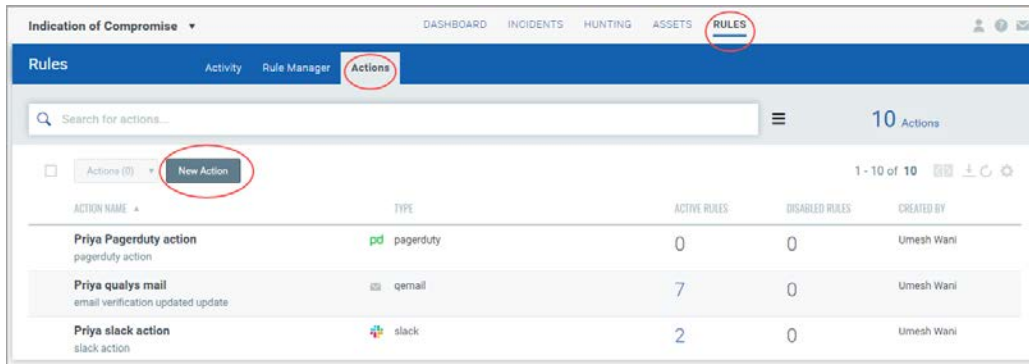 Indication of Compromise ▼ DASHBOARD INCIDENTS HUNTING ASSETS RULES
Rules Activity Rule Manager Actions
Search for actions... 10 Actions
Actions (0) ▼ New Action 1 - 10 of 10
ACTION NAME ▲ TYPE ACTIVE RULES DISABLED RULES CREATED BY
Priya Pagerduty action pd pagerduty 0 0 Umesh Wani
pagerduty action
Priya qualys mail qemail 7 0 Umesh Wani
email verification updated update
Priya slack action slack 2 0 Umesh Wani
slack action